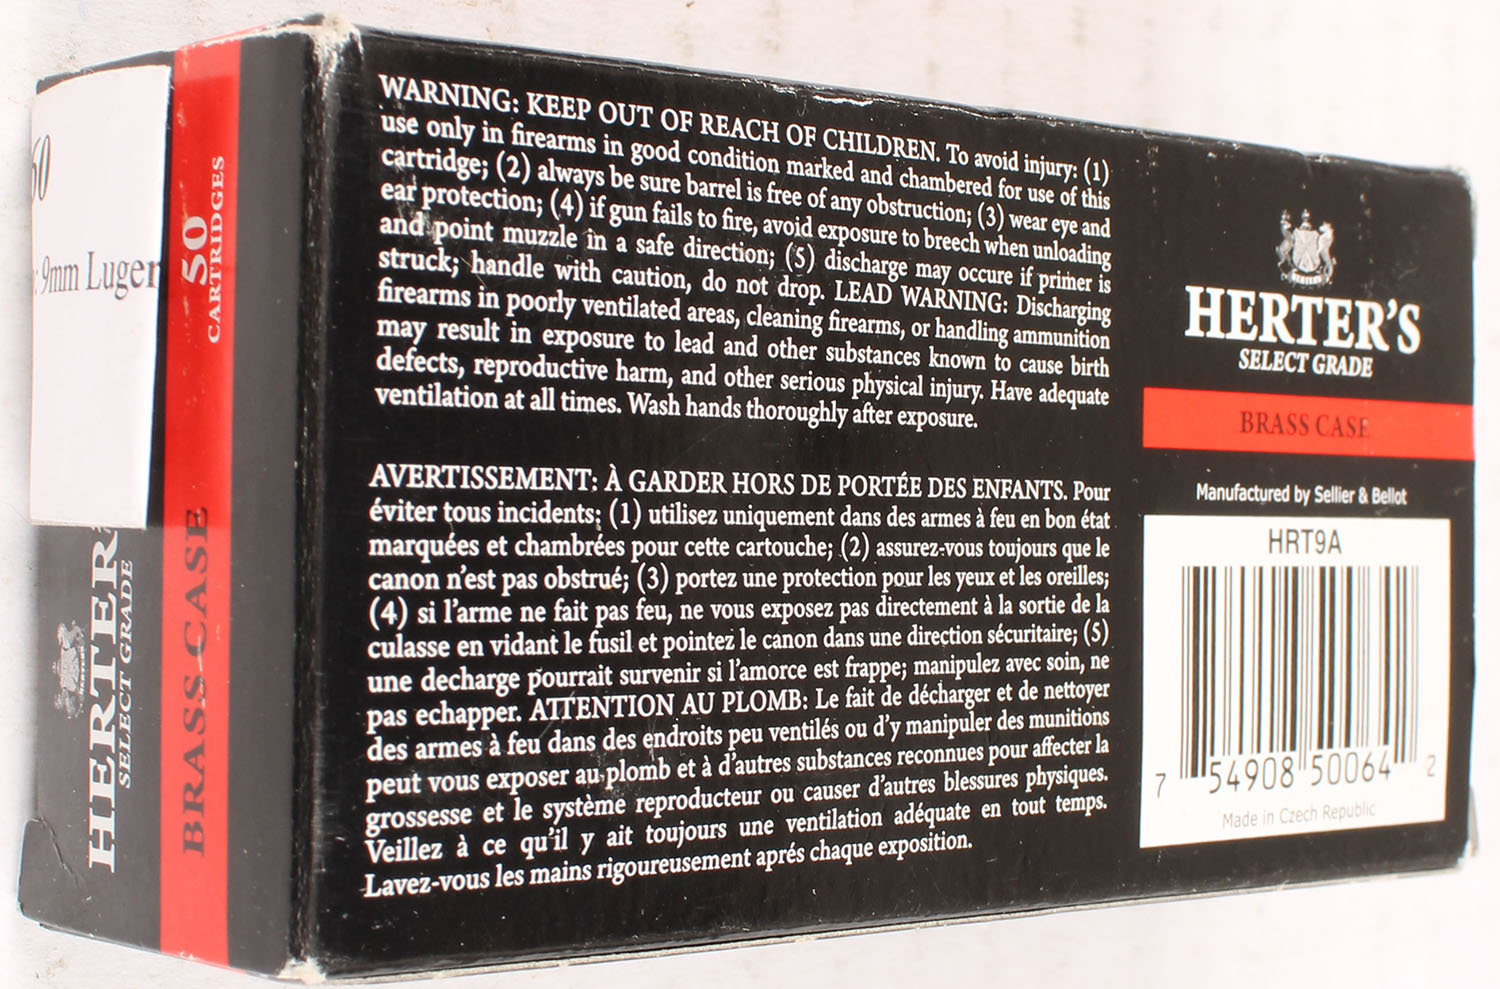 60
: 9mm Luger
50
CARTRIDGES
HERTER'
SELECT GRADE
BRASS CASE
WARNING: KEEP OUT OF REACH OF CHILDREN. To avoid injury: (1)
use only in firearms in good condition marked and chambered for use of this
cartridge; (2) always be sure barrel is free of any obstruction; (3) wear eye and
ear protection; (4) if gun fails to fire, avoid exposure to breech when unloading
and point muzzle in a safe direction; (5) discharge may occure if primer is
struck; handle with caution, do not drop. LEAD WARNING: Discharging
firearms in poorly ventilated areas, cleaning firearms, or handling ammunition
may result in exposure to lead and other substances known to cause birth
defects, reproductive harm, and other serious physical injury. Have adequate
ventilation at all times. Wash hands thoroughly after exposure.
AVERTISSEMENT: À GARDER HORS DE PORTÉE DES ENFANTS. Pour
éviter tous incidents; (1) utilisez uniquement dans des armes à feu en bon état
marquées et chambrées pour cette cartouche; (2) assurez-vous toujours que le
canon n'est pas obstrué; (3) portez une protection pour les yeux et les oreilles;
(4) si l'arme ne fait pas feu, ne vous exposez pas directement à la sortie de la
culasse en vidant le fusil et pointez le canon dans une direction sécuritaire; (5)
une decharge pourrait survenir si l'amorce est frappe; manipulez avec soin, ne
pas echapper. ATTENTION AU PLOMB: Le fait de décharger et de nettoyer
des armes à feu dans des endroits peu ventilés ou d'y manipuler des munitions
peut vous exposer au plomb et à d'autres substances reconnues pour affecter la
grossesse et le système reproducteur ou causer d'autres blessures physiques.
Veillez à ce qu'il y ait toujours une ventilation adéquate en tout temps.
Lavez-vous les mains rigoureusement aprés chaque exposition.
HERTER'S
SELECT GRADE
BRASS CASE
Manufactured by Sellier & Bellot
HRT9A
7 54908 50064 2
Made in Czech Republic